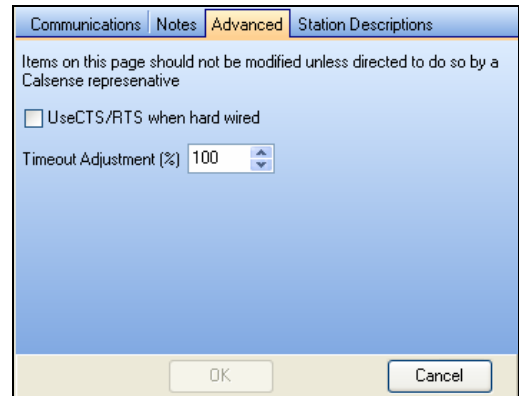 Communications Notes Advanced Station Descriptions
Items on this page should not be modified unless directed to do so by a
Calsense represenative
UseCTS/RTS when hard wired
Timeout Adjustment (%) 100
OK Cancel